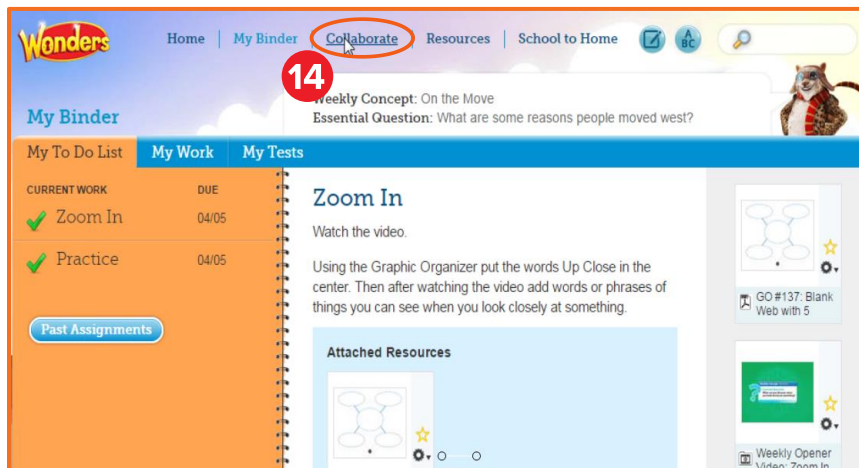 Wonders
Home | My Binder | Collaborate | Resources | School to Home
A
BC
14
Weekly Concept: On the Move
Essential Question: What are some reasons people moved west?
My Binder
My To Do List My Work My Tests
CURRENT WORK DUE
Zoom In 04/05
Practice 04/05
Past Assignments
Zoom In
Watch the video.
Using the Graphic Organizer put the words Up Close in the
center. Then after watching the video add words or phrases of
things you can see when you look closely at something.
Attached Resources
GO #137: Blank
Web with 5
Weekly Opener
Video: Zoom In